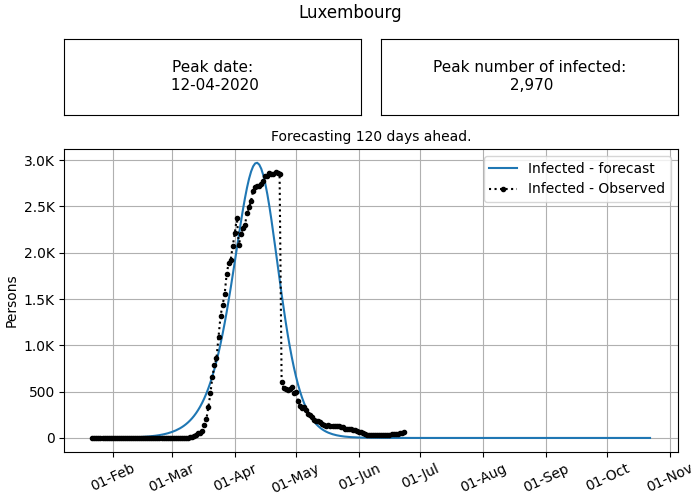 Luxembourg
Peak date:
12-04-2020
Peak number of infected:
2,970
Forecasting 120 days ahead.
Infected - forecast
Infected - Observed
3.0K
2.5K
2.0K
1.5K
1.0K
500
0
Persons
01-Feb
01-Mar
01-Apr
01-May
01-Jun
01-Jul
01-Aug
01-Sep
01-Oct
01-Nov